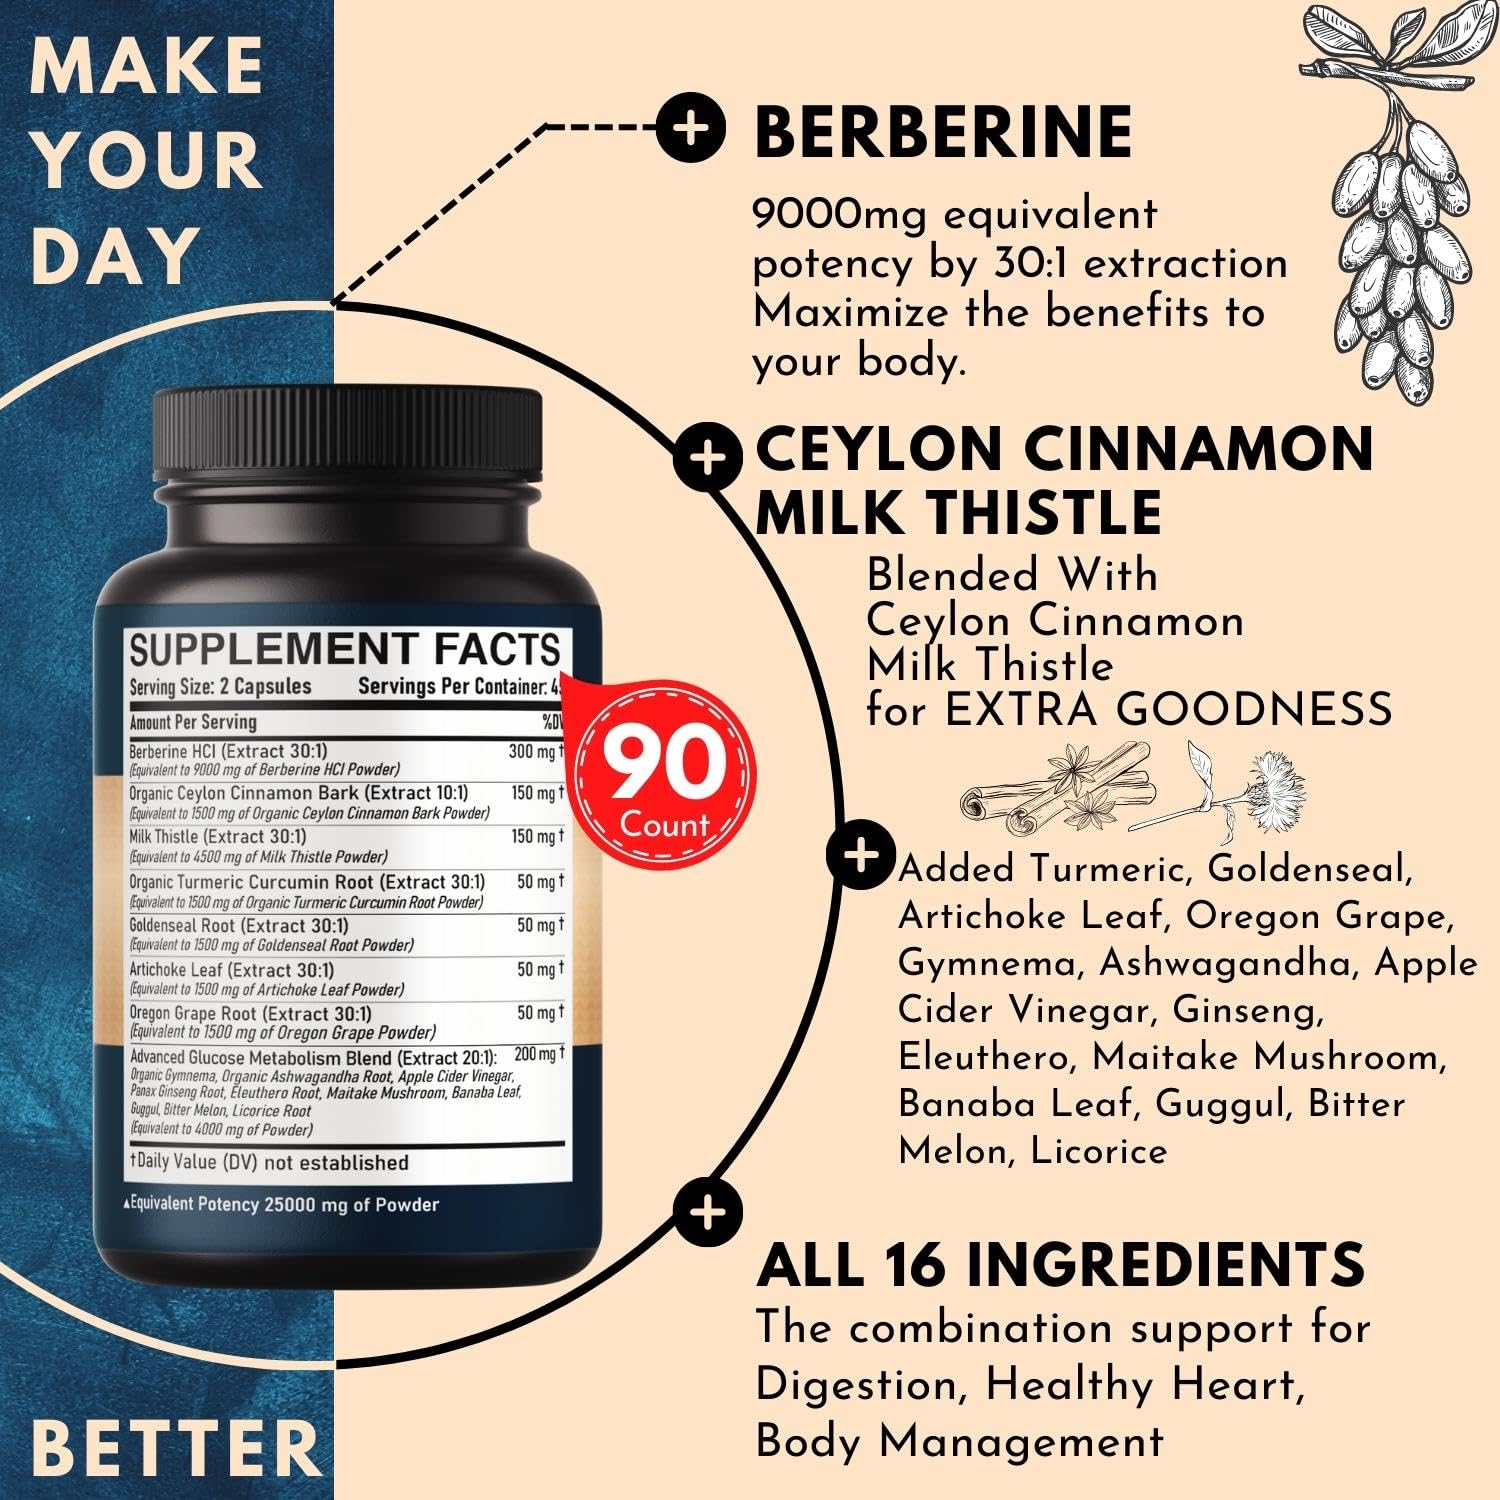 MAKE
YOUR
DAY
BERBERINE
9000mg equivalent
potency by 30:1 extraction
Maximize the benefits to
your body.
CEYLON CINNAMON
MILK THISTLE
Blended With
Ceylon Cinnamon
Milk Thistle
for EXTRA GOODNESS
SUPPLEMENT FACTS
Serving Size: 2 Capsules Servings Per Container:
Amount Per Serving
Berberine HCl (Extract 30:1) 300 mg †
(Equivalent to 9000 mg of Berberine HCl Powder)
Organic Ceylon Cinnamon Bark (Extract 10:1) 150 mg †
(Equivalent to 1500 mg of Organic Ceylon Cinnamon Bark Powder)
Milk Thistle (Extract 30:1) 150 mg †
(Equivalent to 4500 mg of Milk Thistle Powder)
Organic Turmeric Curcumin Root (Extract 30:1) 50 mg †
(Equivalent to 1500 mg of Organic Turmeric Curcumin Root Powder)
Goldenseal Root (Extract 30:1) 50 mg †
(Equivalent to 1500 mg of Goldenseal Root Powder)
Artichoke Leaf (Extract 30:1) 50 mg †
(Equivalent to 1500 mg of Artichoke Leaf Powder)
Oregon Grape Root (Extract 30:1) 50 mg †
(Equivalent to 1500 mg of Oregon Grape Powder)
Advanced Glucose Metabolism Blend (Extract 20:1): 200 mg †
Organic Gymnema, Organic Ashwagandha Root, Apple Cider Vinegar,
Panax Ginseng Root, Eleuthero Root, Maitake Mushroom, Banaba Leaf,
Guggul, Bitter Melon, Licorice Root
(Equivalent to 4000 mg of Powder)
†Daily Value (DV) not established
▲Equivalent Potency 25000 mg of Powder
90
Count
Added Turmeric, Goldenseal,
Artichoke Leaf, Oregon Grape,
Gymnema, Ashwagandha, Apple
Cider Vinegar, Ginseng,
Eleuthero, Maitake Mushroom,
Banaba Leaf, Guggul, Bitter
Melon, Licorice
ALL 16 INGREDIENTS
The combination support for
Digestion, Healthy Heart,
Body Management
BETTER